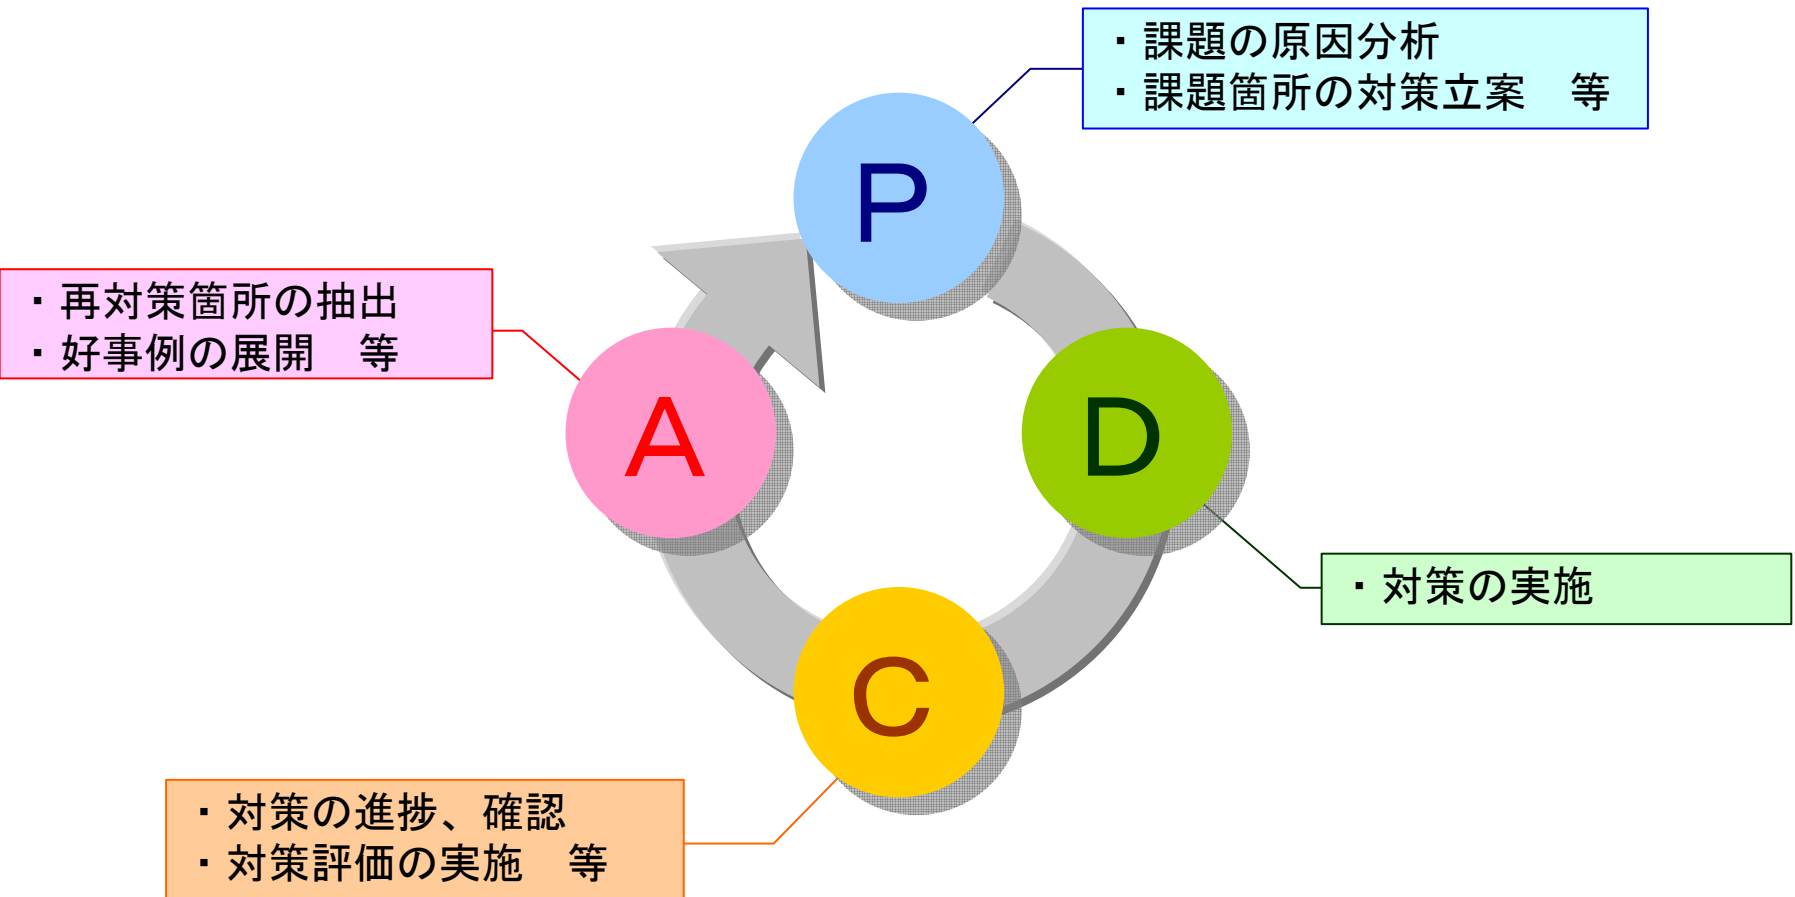 ・課題の原因分析
・課題箇所の対策立案　等
P
・再対策箇所の抽出
・好事例の展開　等
A
D
・対策の実施
C
・対策の進捗、確認
・対策評価の実施　等